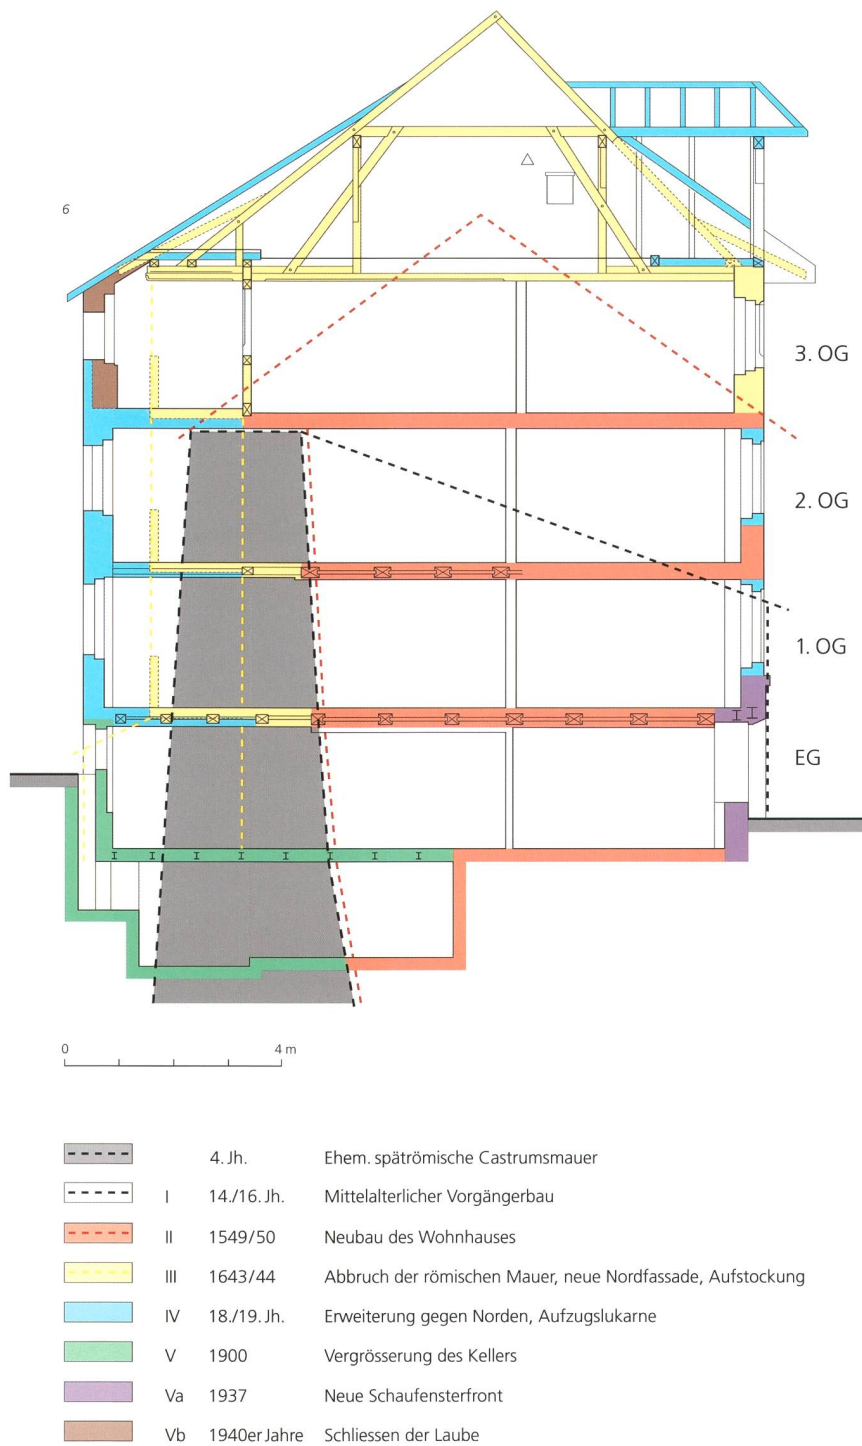 6
3. OG
2. OG
1. OG
EG
0 4 m
4. Jh. Ehem. spätrömische Castrumsmauer
I 14./16. Jh. Mittelalterlicher Vorgängerbau
II 1549/50 Neubau des Wohnhauses
III 1643/44 Abbruch der römischen Mauer, neue Nordfassade, Aufstockung
IV 18./19. Jh. Erweiterung gegen Norden, Aufzugslukarne
V 1900 Vergrösserung des Kellers
Va 1937 Neue Schaufensterfront
Vb 1940er Jahre Schliessen der Laube